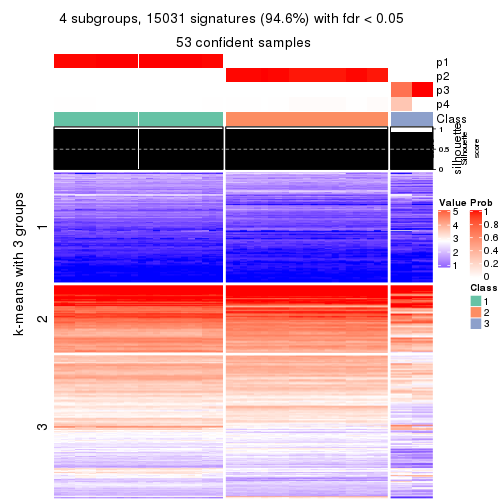 4 subgroups, 15031 signatures (94.6%) with fdr < 0.05
53 confident samples
p1
p2
p3
p4
Class
silhouette
1
0.5
0
Silhouette
score
k-means with 3 groups
1
2
3
Value
5
4
3
2
1
Prob
1
0.8
0.6
0.4
0.2
0
Class
1
2
3